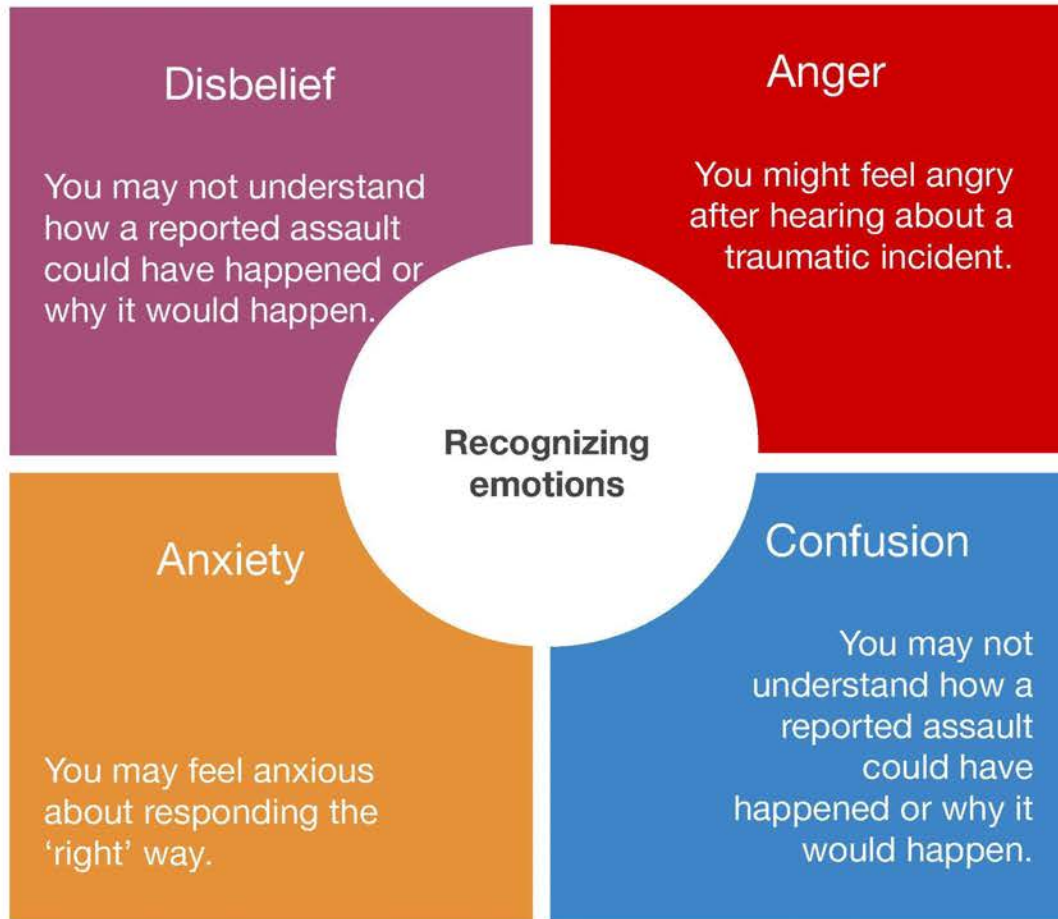 Disbelief
You may not understand
how a reported assault
could have happened or
why it would happen.
Anger
You might feel angry
after hearing about a
traumatic incident.
Recognizing
emotions
Anxiety
You may feel anxious
about responding the
‘right’ way.
Confusion
You may not
understand how a
reported assault
could have
happened or why it
would happen.